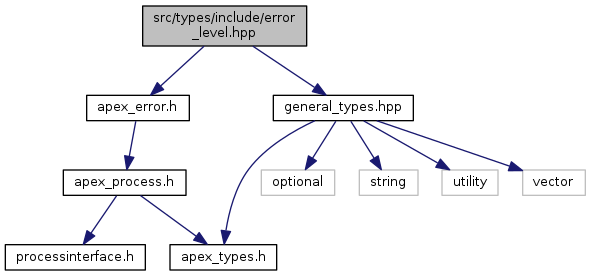 src/types/include/error
_level.hpp
apex_error.h
general_types.hpp
apex_process.h
optional
string
utility
vector
processinterface.h
apex_types.h